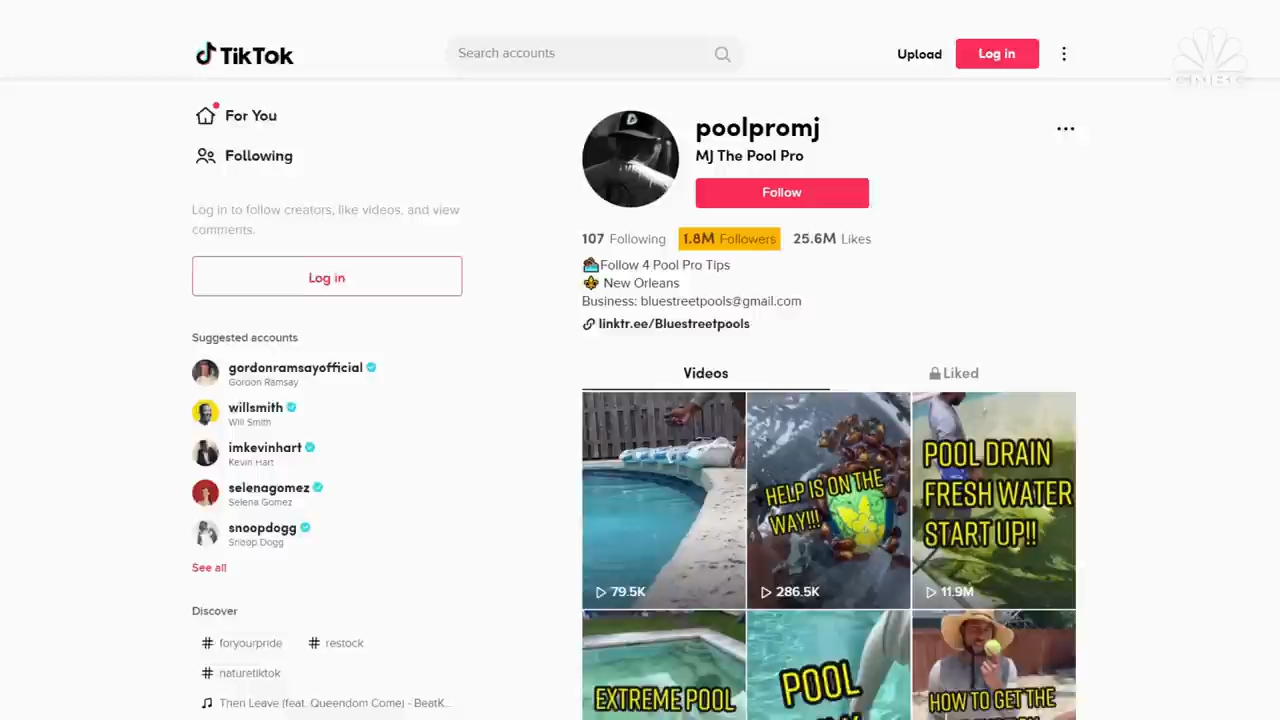 TikTok
Search accounts
Upload
Log in
CNBC
For You
Following
Log in to follow creators, like videos, and view
comments.
Log in
Suggested accounts
gordonramsayofficial
Gordon Ramsay
willsmith
Will Smith
imkevinhart
Kevin Hart
selenagomez
Selena Gomez
snoopdogg
Snoop Dogg
See all
Discover
# foryourpride # restock
# naturetiktok
Then Leave (feat. Queendom Come) - BeatK...
poolpromj
MJ The Pool Pro
Follow
107 Following 1.8M Followers 25.6M Likes
Follow 4 Pool Pro Tips
New Orleans
Business: bluestreetpools@gmail.com
linktr.ee/Bluestreetpools
Videos
Liked
79.5K
HELP IS ON THE
WAY!!!
286.5K
POOL DRAIN
FRESH WATER
START UP!!
11.9M
EXTREME POOL
POOL
HOW TO GET THE